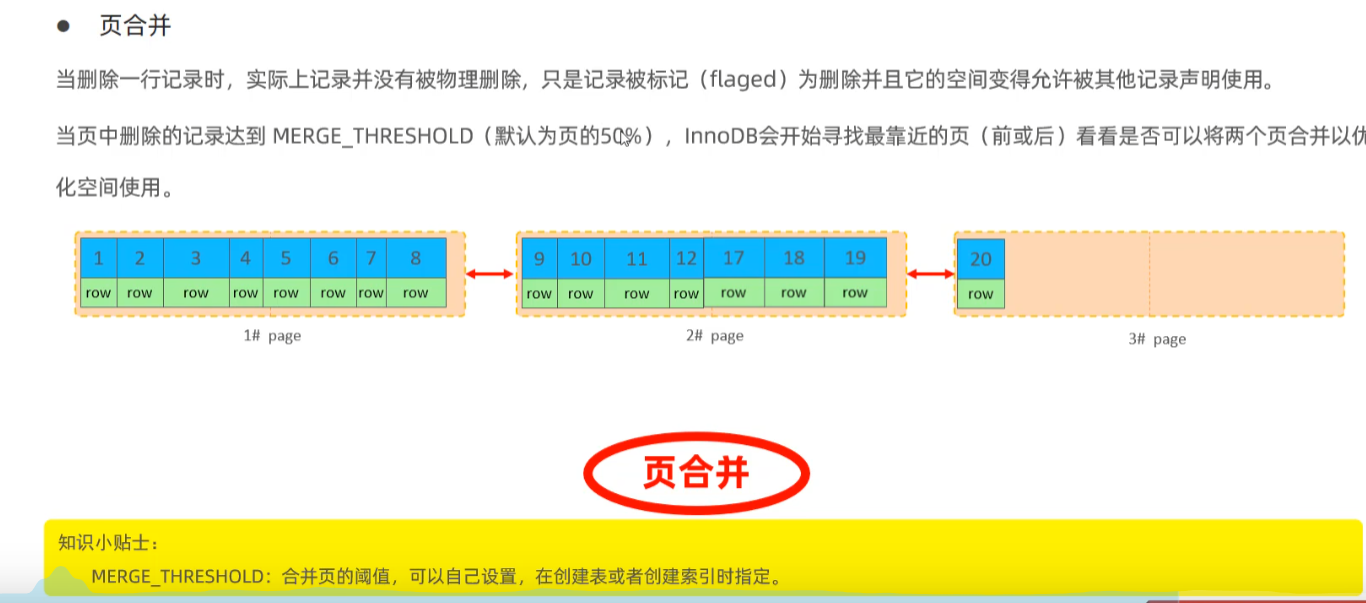 ● 页合并
当删除一行记录时，实际上记录并没有被物理删除，只是记录被标记（flaged）为删除并且它的空间变得允许被其他记录声明使用。
当页中删除的记录达到 MERGE_THRESHOLD（默认为页的50%），InnoDB会开始寻找最靠近的页（前或后）看看是否可以将两个页合并以优
化空间使用。
1 2 3 4 5 6 7 8 9 10 11 12 17 18 19 20
row row row row row row row row row row row row row row row row
1# page 2# page 3# page
页合并
知识小贴士：
MERGE_THRESHOLD：合并页的阈值，可以自己设置，在创建表或者创建索引时指定。